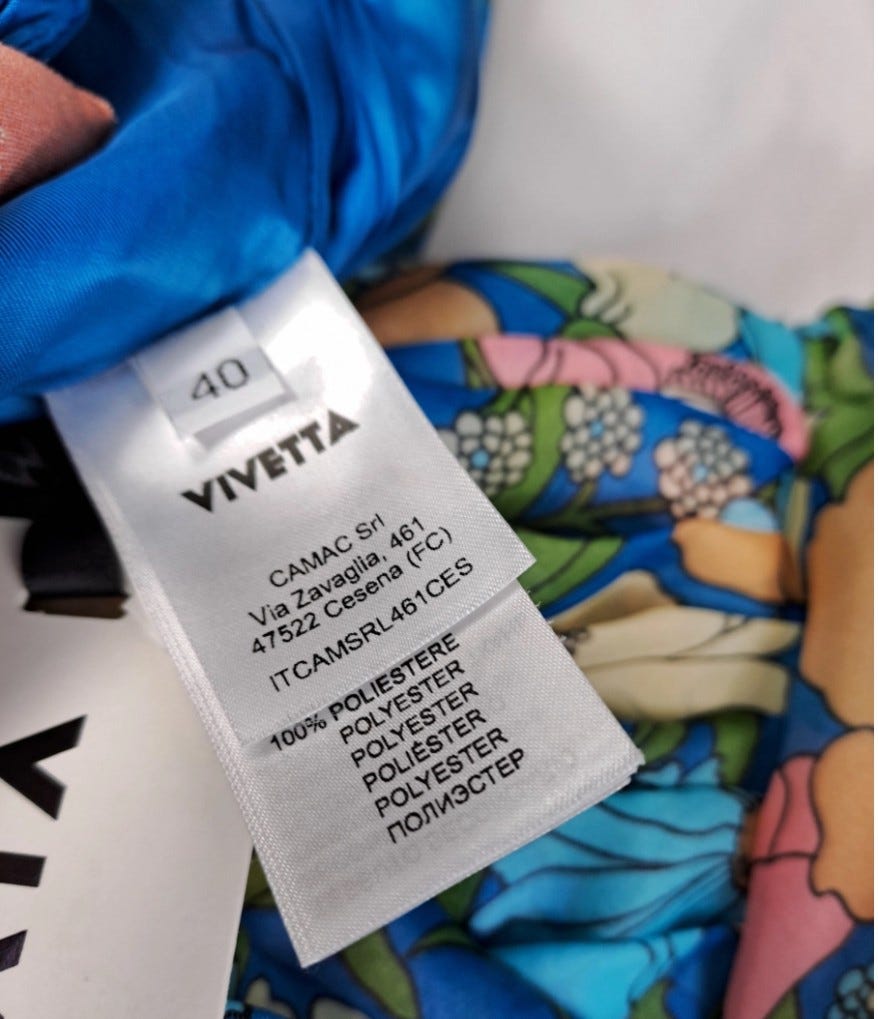 40
VIVETTA
CAMAC Srl
Via Zavaglia, 461
47522 Cesena (FC)
ITCAMSRL461CES
100% POLIESTERE
POLYESTER
POLYESTER
POLIÉSTER
POLYESTER
ПОЛИЭСТЕР